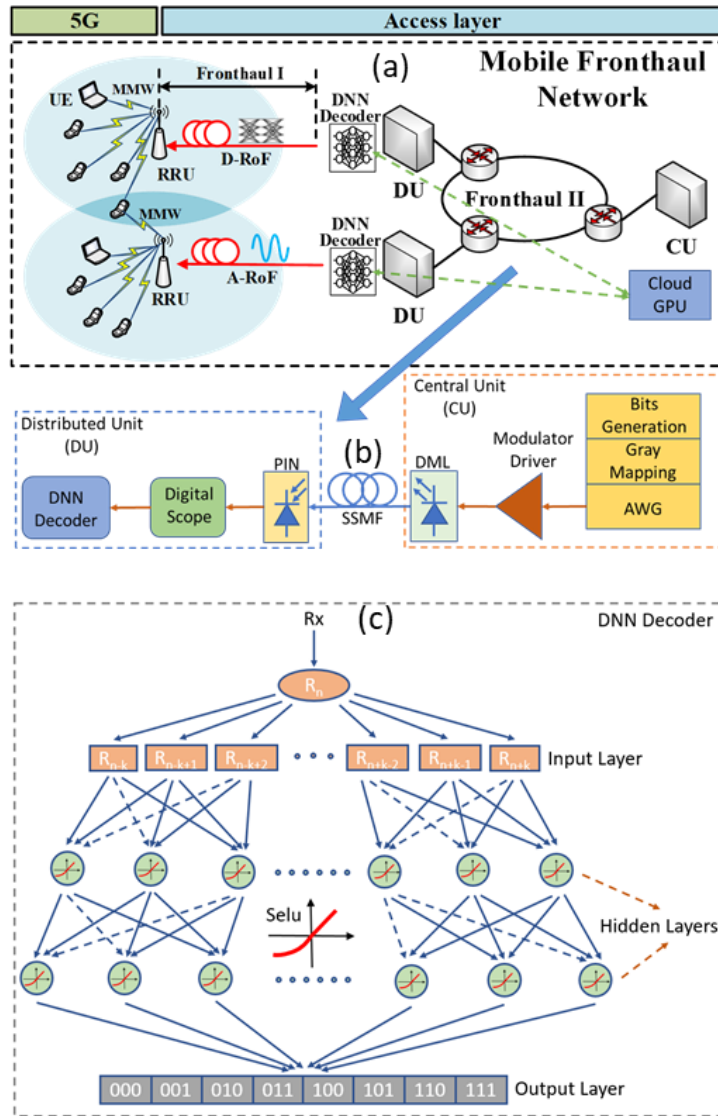 5G
Access layer
(a)
Mobile Fronthaul
Network
Fronthaul I
MMW
UE
RRU
D-RoF
DNN
Decoder
DU
Fronthaul II
CU
MMW
RRU
A-RoF
DNN
Decoder
DU
Cloud
GPU
Distributed Unit
(DU)
(b)
Central Unit
(CU)
DNN
Decoder
Digital
Scope
PIN
SSMF
DML
Modulator
Driver
Bits
Generation
Gray
Mapping
AWG
(c)
DNN Decoder
Rx
Rn
Rn-k
Rn-k+1
Rn-k+2
Rn+k-2
Rn+k-1
Rn+k
Input Layer
Selu
Hidden Layers
000 001 010 011 100 101 110 111
Output Layer